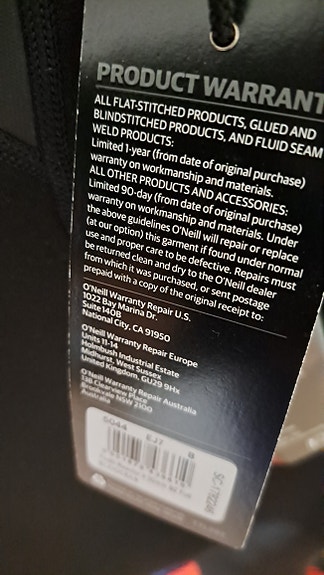 PRODUCT WARRANT
ALL FLAT-STITCHED PRODUCTS, GLUED AND
BLINDSTITCHED PRODUCTS, AND FLUID SEAM
WELD PRODUCTS:
Limited 1-year (from date of original purchase)
warranty on workmanship and materials.
ALL OTHER PRODUCTS AND ACCESSORIES:
Limited 90-day (from date of original purchase)
warranty on workmanship and materials. Under
the above guidelines O'Neill will repair or replace
(at our option) this garment if found under normal
use and proper care to be defective. Repairs must
be returned clean and dry to the O'Neill dealer
from which it was purchased, or sent postage
prepaid with a copy of the original receipt to:
O'Neill Warranty Repair U.S.
1022 Bay Marina Dr.
Suite 140B
National City, CA 91950
O'Neill Warranty Repair Europe
Units 11-14
Holmbush Industrial Estate
Midhurst- West Sussex
United Kingdom, GU29 9Hx
O'Neill Warranty Repair Australia
Clearview Place
Brookvale NSW 2100
Australia
5044 EJ7 8